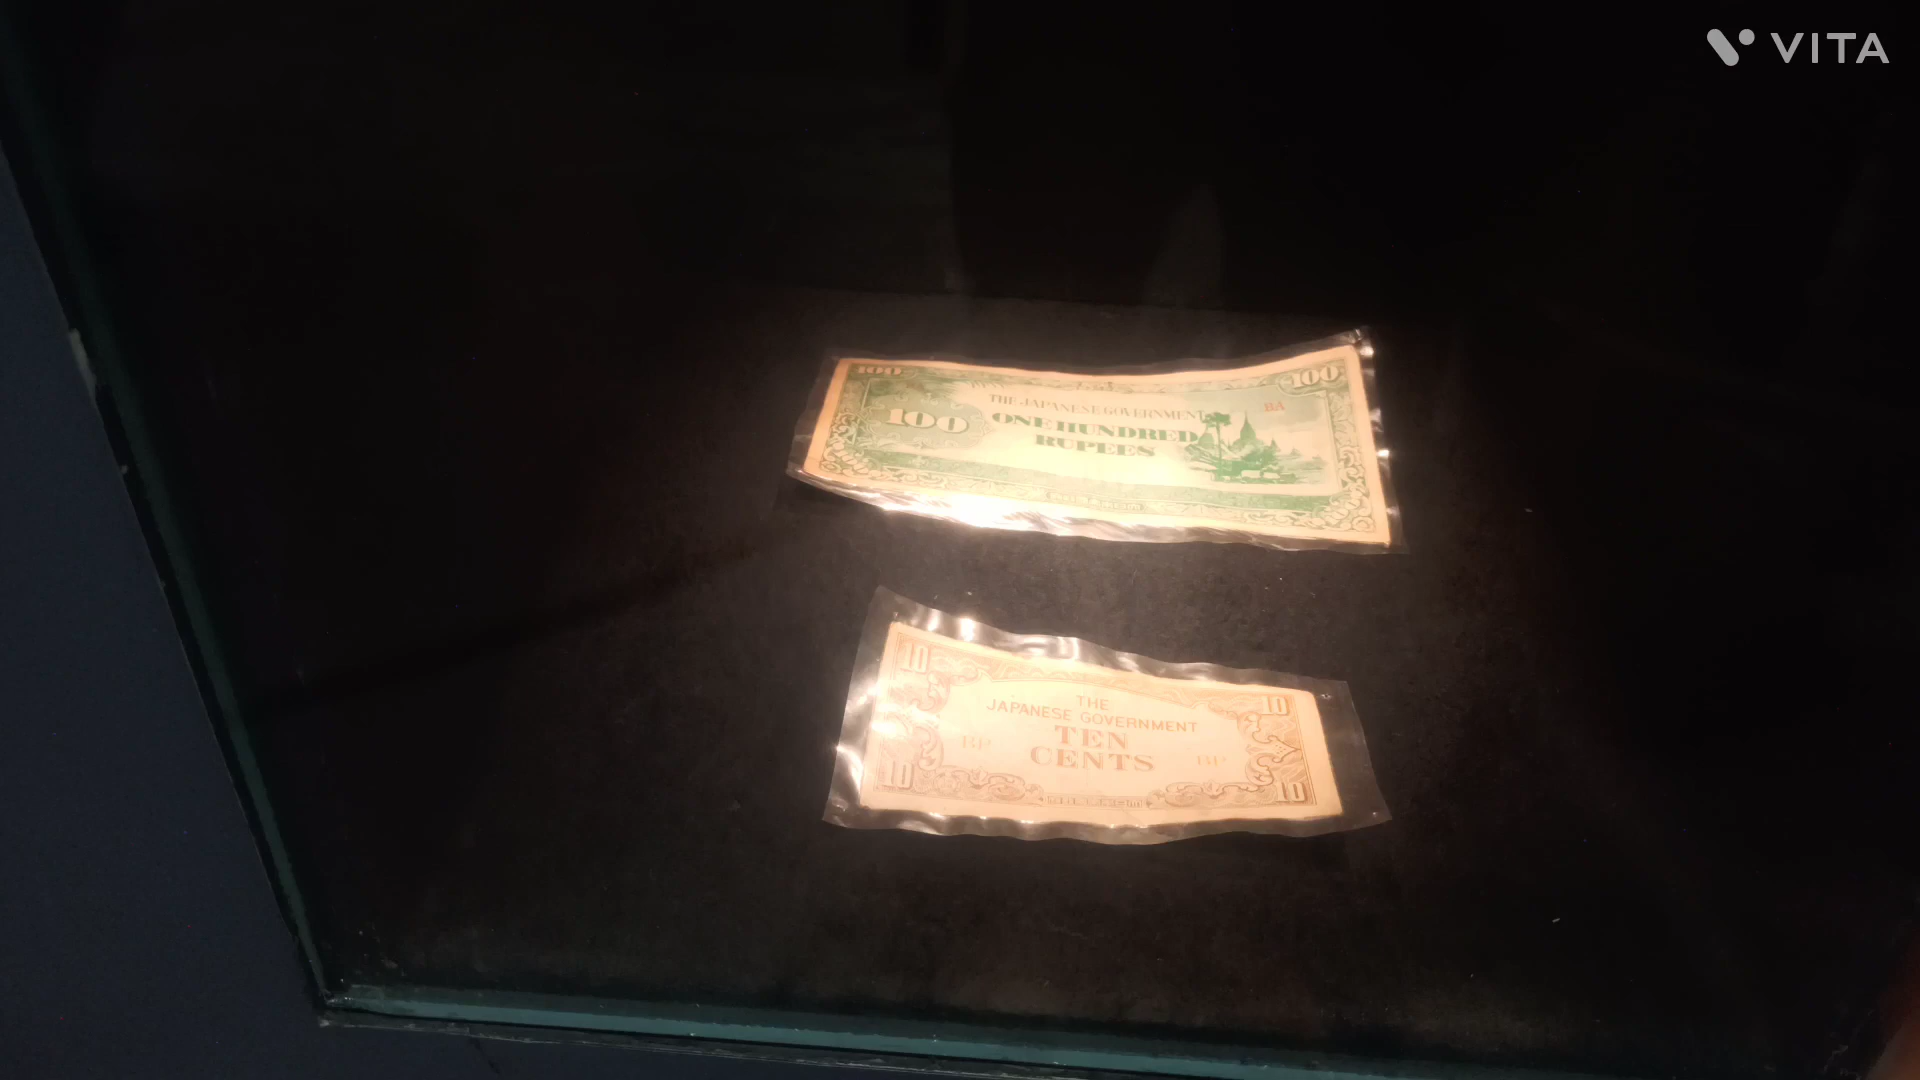 VITA
100
100
100
THE JAPANESE GOVERNMENT
BA
ONE HUNDRED
RUPEES
10
10
THE
JAPANESE GOVERNMENT
TEN
BP
BP
CENTS
10
10